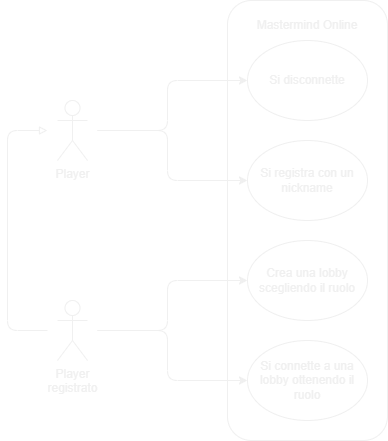 Mastermind Online
Si disconnette
Player
Si registra con un
nickname
Crea una lobby
scegliendo il ruolo
Player
registrato
Si connette a una
lobby ottenendo il
ruolo